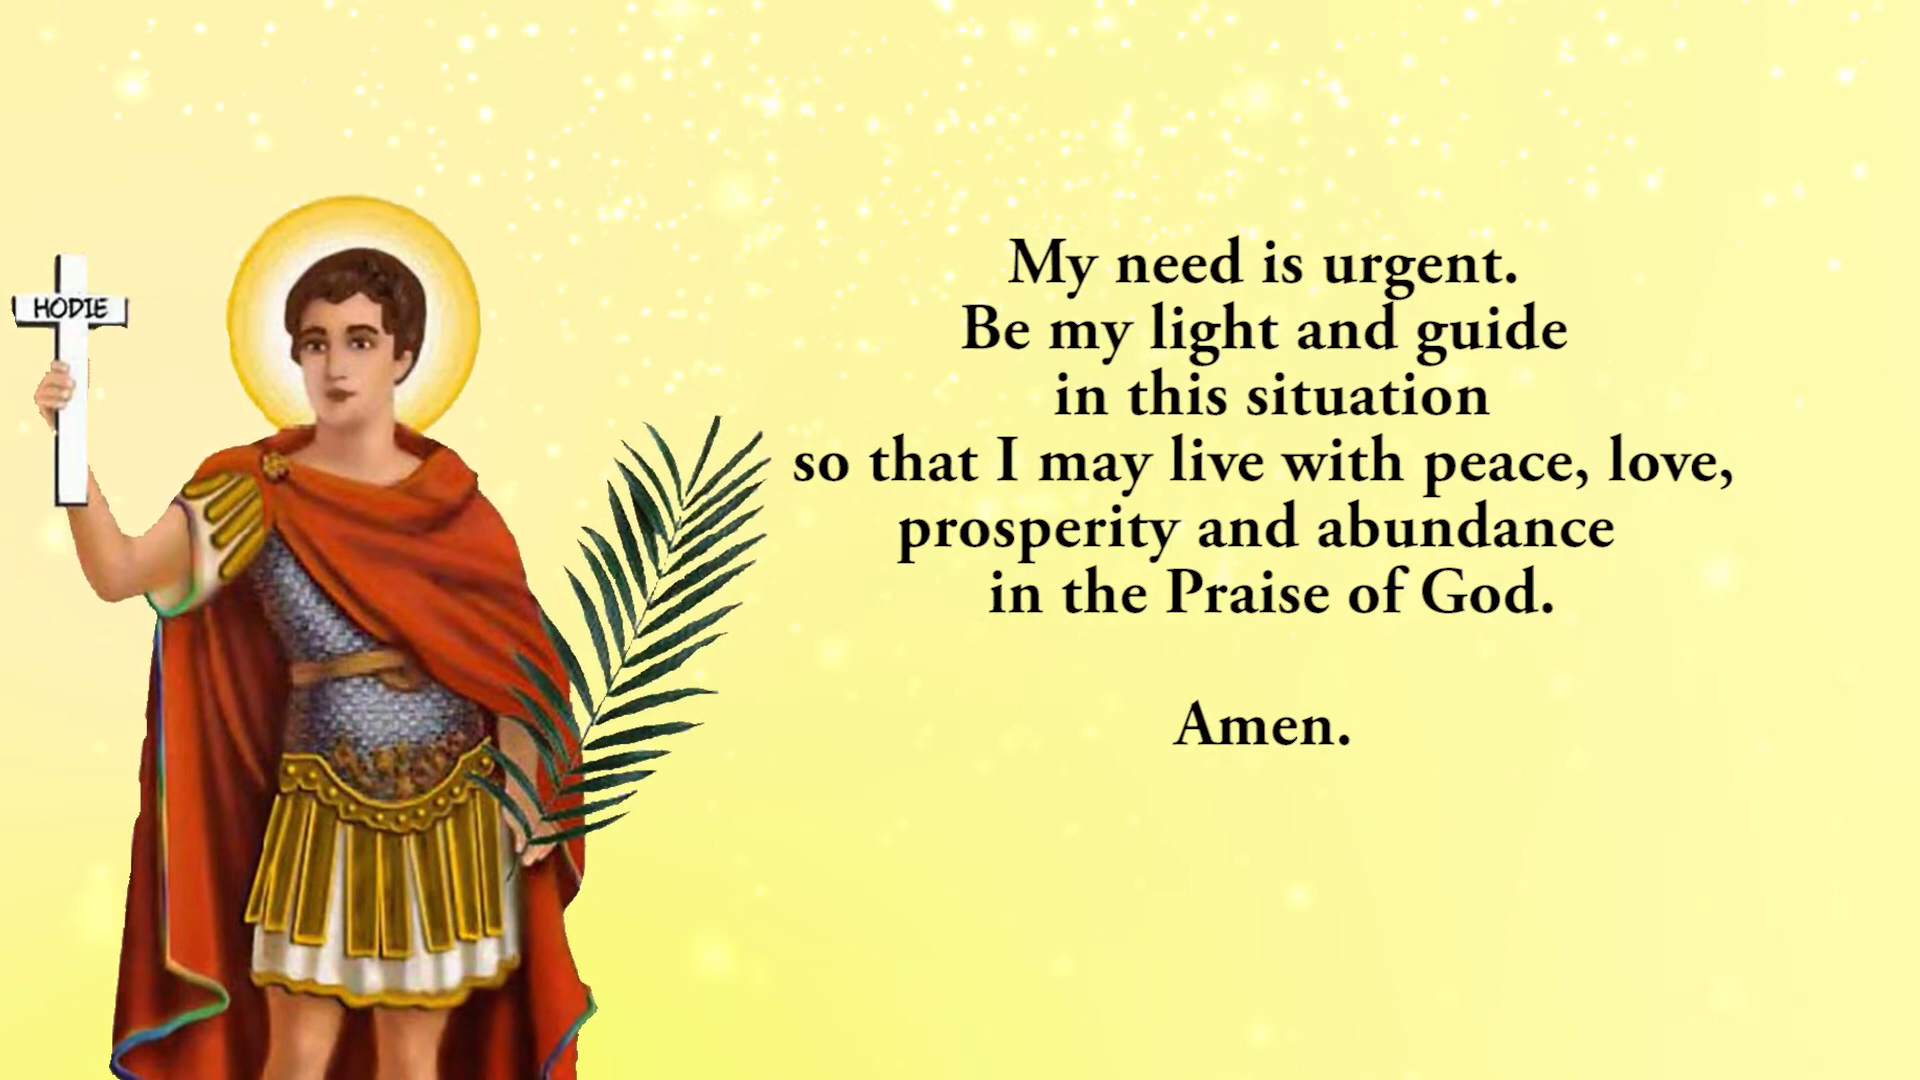 HODIE
My need is urgent.
Be my light and guide
in this situation
so that I may live with peace, love,
prosperity and abundance
in the Praise of God.
Amen.